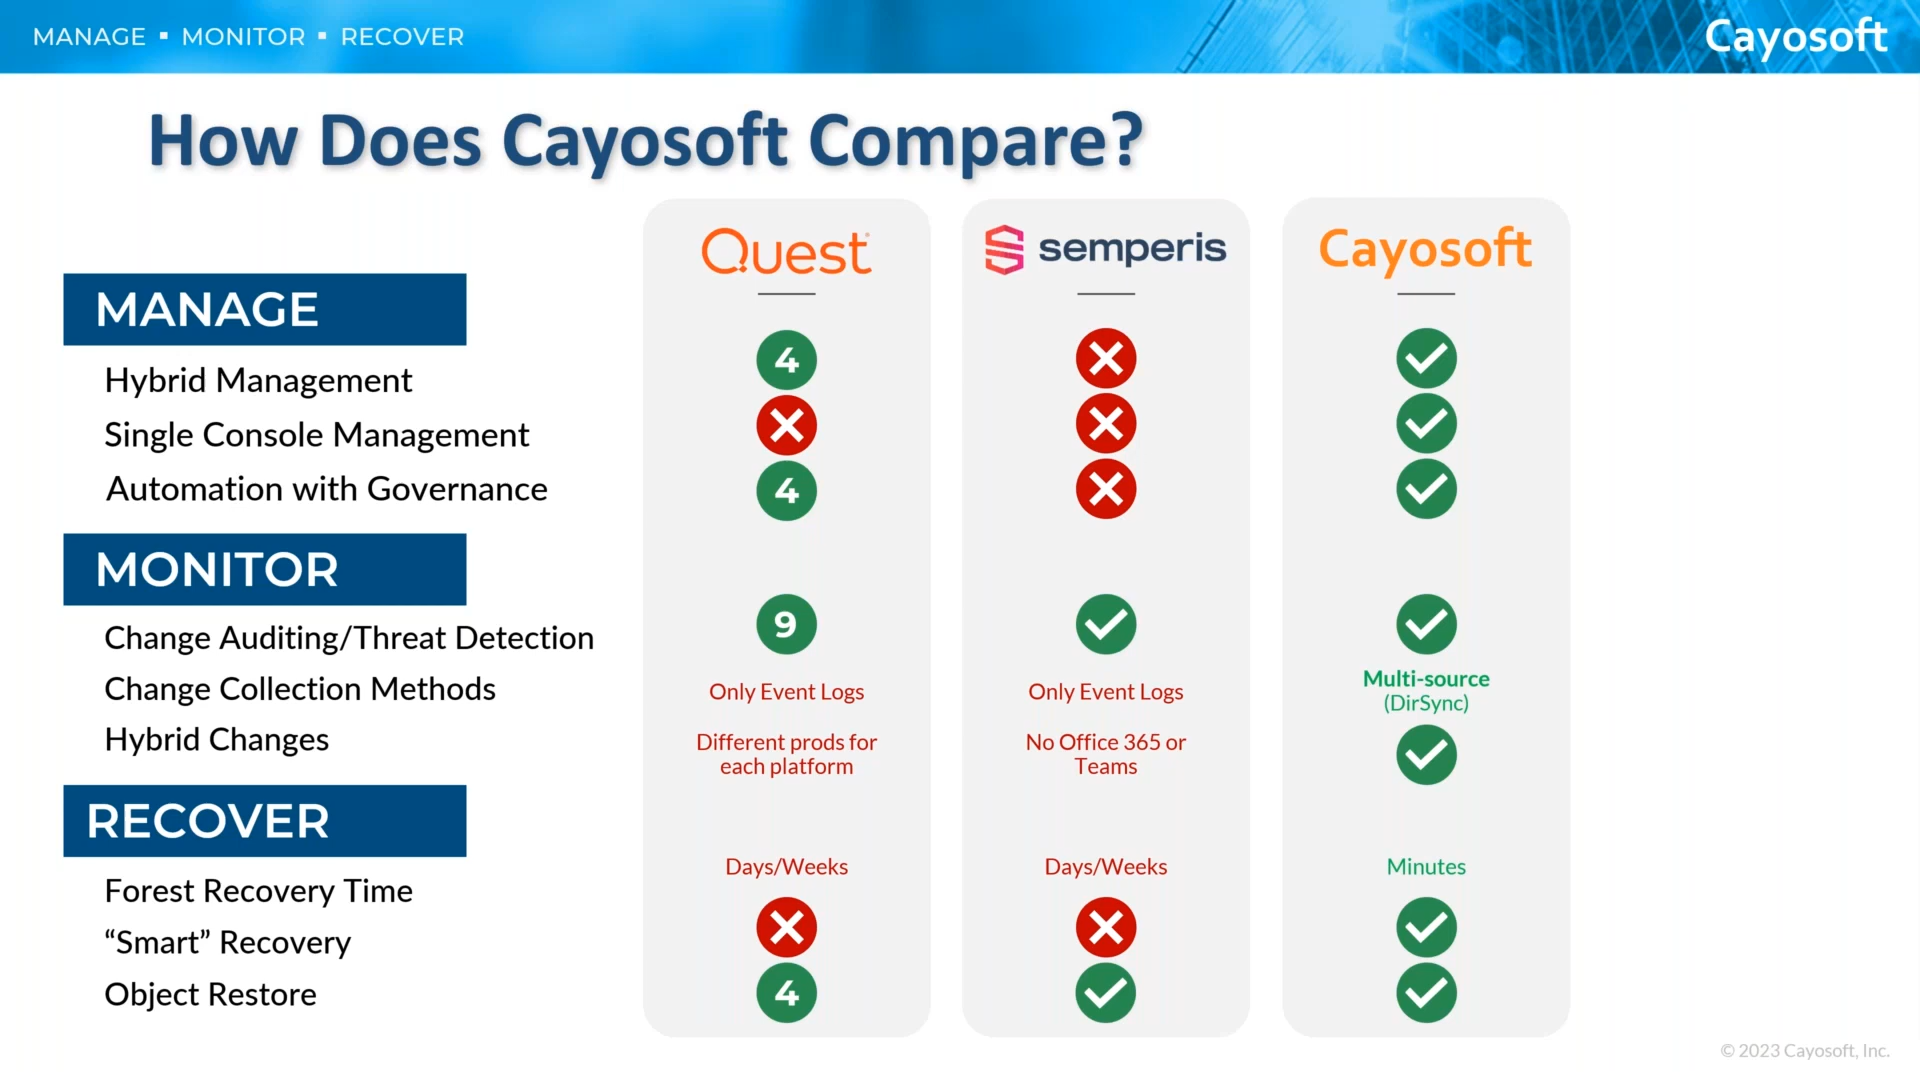 MANAGE ▪ MONITOR ▪ RECOVER
Cayosoft
How Does Cayosoft Compare?
Quest
semperis
Cayosoft
MANAGE
Hybrid Management
4
Single Console Management
Automation with Governance
4
MONITOR
Change Auditing/Threat Detection
9
Change Collection Methods
Only Event Logs
Only Event Logs
Multi-source
(DirSync)
Hybrid Changes
Different prods for
each platform
No Office 365 or
Teams
RECOVER
Forest Recovery Time
Days/Weeks
Days/Weeks
Minutes
“Smart” Recovery
Object Restore
4
© 2023 Cayosoft, Inc.